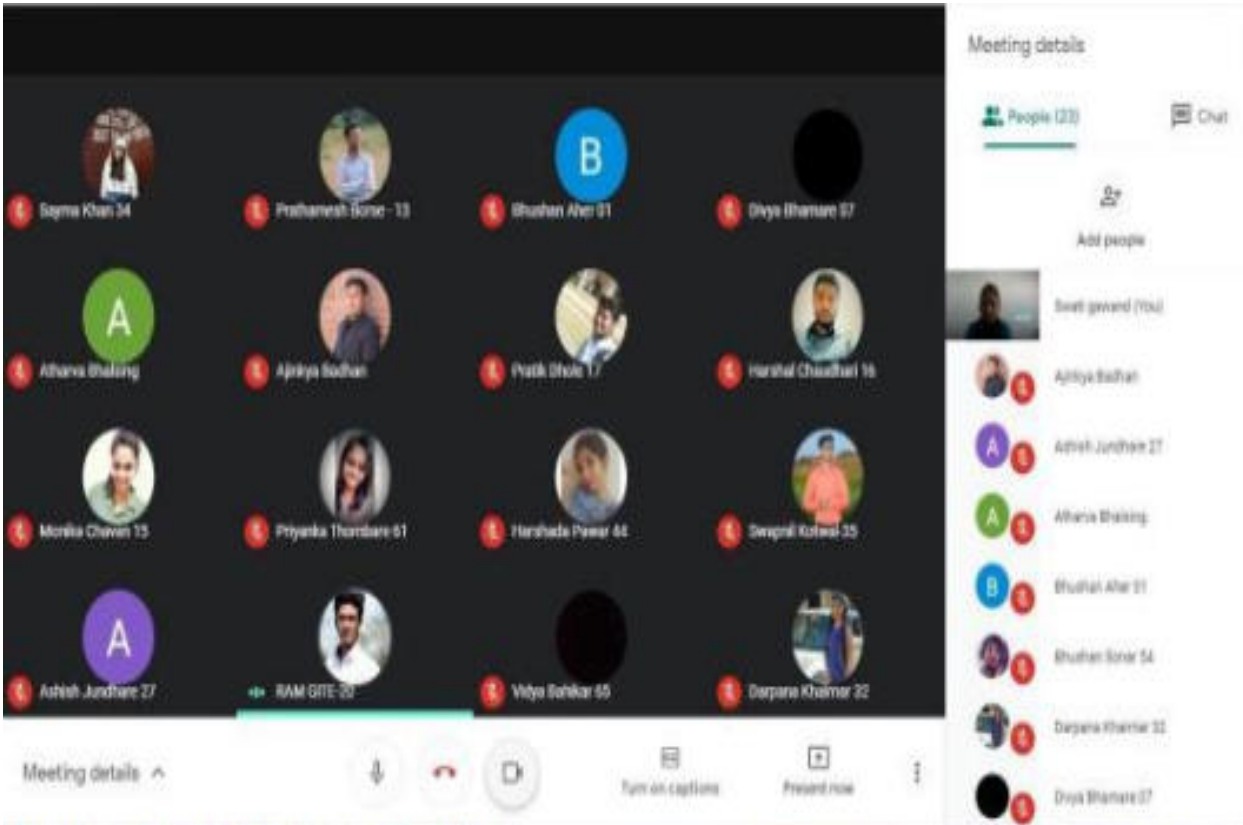 Meeting details
People (23)
Chat
Add people
Sayma Khan 34
Prathamesh Borse - 13
Bhushan Aher 01
Divya Bhamare 07
Atharva Bhalsing
Ajinkya Badhan
Pratik Dhole 17
Harshal Chaudhari 16
Monika Chavan 15
Priyanka Thombare 61
Harshada Pawar 44
Swapnil Kotwal-35
A
Ashish Jundhare 27
RAM GITE-20
Vidya Bahikar 65
Darpana Khairnar 32
B
A
Swati gawand (You)
Ajinkya Badhan
A
Ashish Jundhare 27
A
Atharva Bhalsing
B
Bhushan Aher 01
Bhushan Sonar 54
Darpana Khairnar 32
Divya Bhamare 07
Meeting details
Turn on captions
Present now